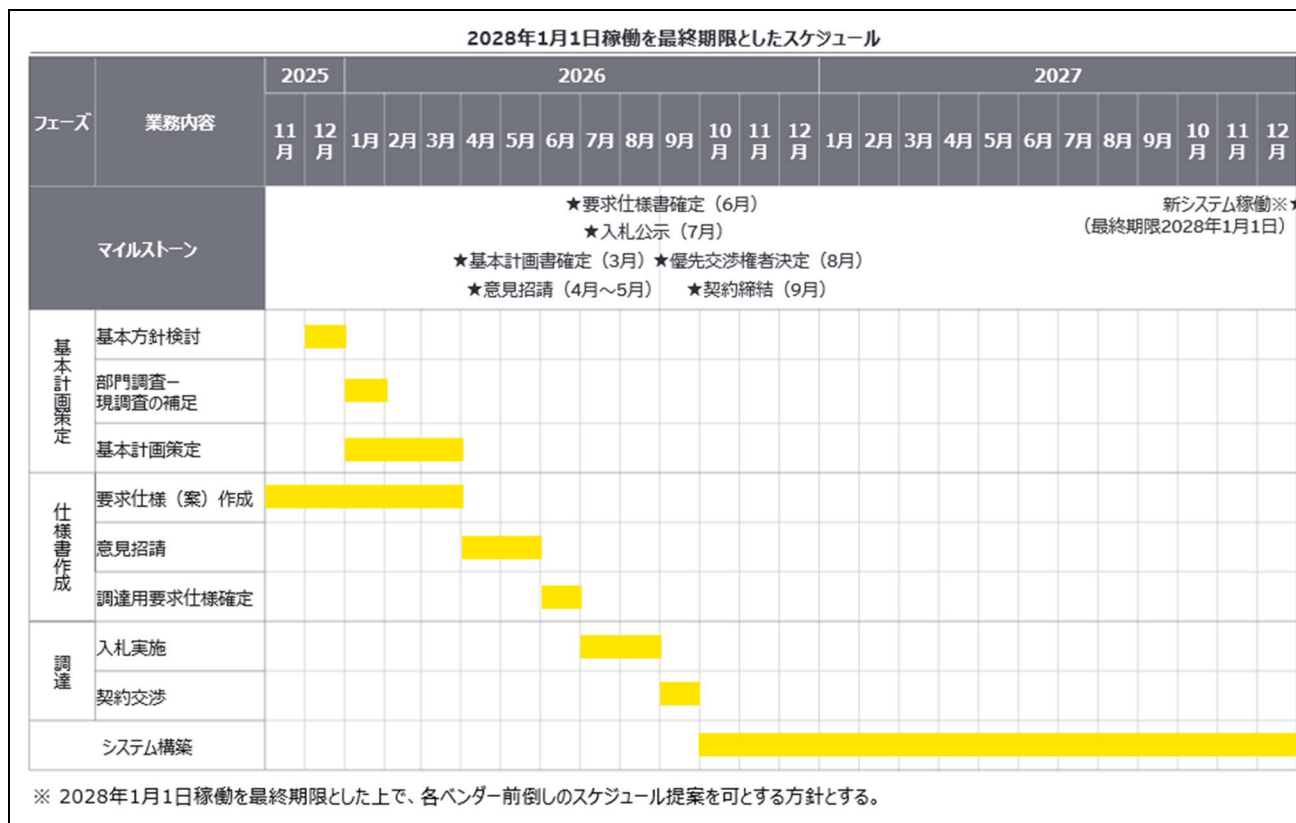 2028年1月1日稼働を最終期限としたスケジュール
フェーズ
業務内容
2025
2026
2027
11月
12月
1月
2月
3月
4月
5月
6月
7月
8月
9月
10月
11月
12月
1月
2月
3月
4月
5月
6月
7月
8月
9月
10月
11月
12月
マイルストーン
★要求仕様書確定（6月）
新システム稼働※★
（最終期限2028年1月1日）
★入札公示（7月）
★基本計画書確定（3月）
★優先交渉権者決定（8月）
★意見招請（4月～5月）
★契約締結（9月）
基本計画策定
基本方針検討
部門調査－
現調査の補足
基本計画策定
仕様書作成
要求仕様（案）作成
意見招請
調達用要求仕様確定
調達
入札実施
契約交渉
システム構築
※ 2028年1月1日稼働を最終期限とした上で、各ベンダー前倒しのスケジュール提案を可とする方針とする。